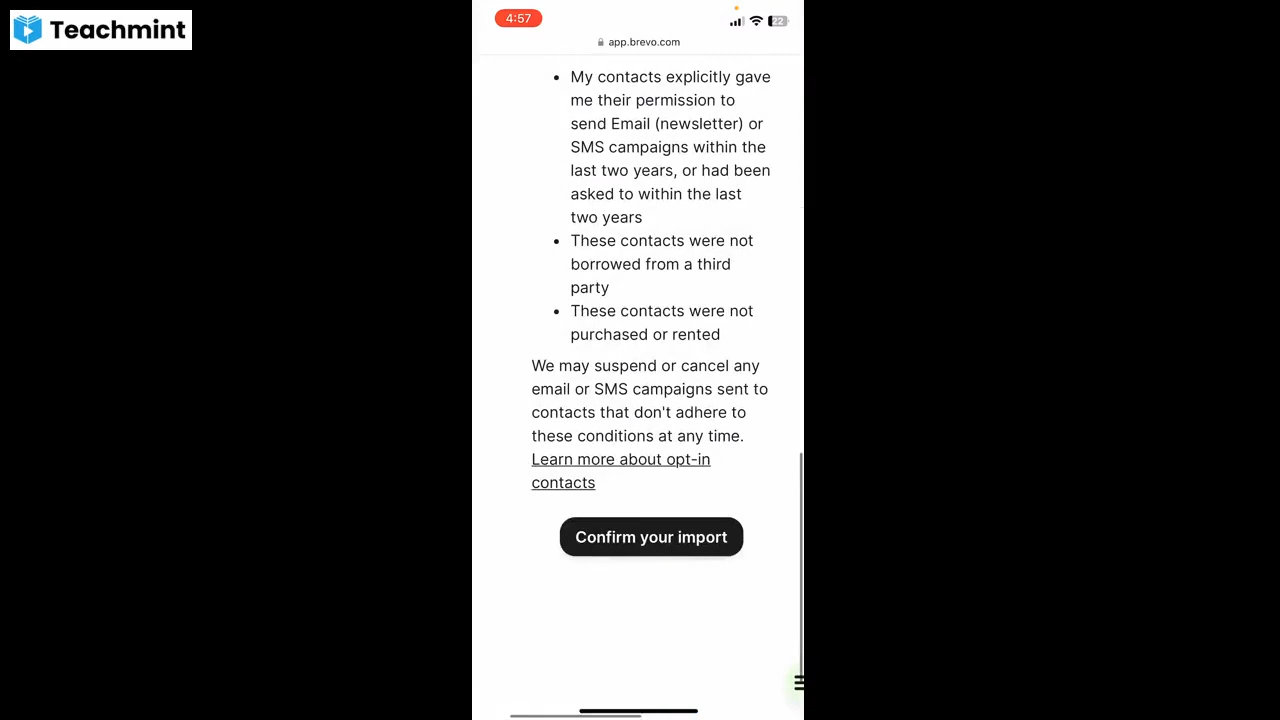 Teachmint
4:57
22
app.brevo.com
• My contacts explicitly gave
me their permission to
send Email (newsletter) or
SMS campaigns within the
last two years, or had been
asked to within the last
two years
• These contacts were not
borrowed from a third
party
• These contacts were not
purchased or rented
We may suspend or cancel any
email or SMS campaigns sent to
contacts that don't adhere to
these conditions at any time.
Learn more about opt-in
contacts
Confirm your import